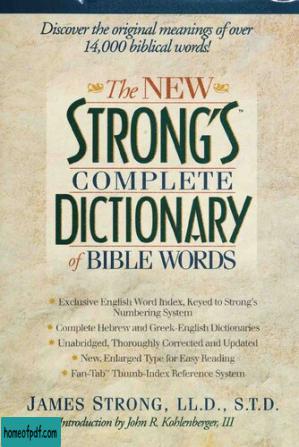 Discover the original meanings of over
14,000 biblical words!
The NEW
STRONG'S™
COMPLETE
DICTIONARY
of BIBLE WORDS
Exclusive English Word Index, Keyed to Strong's
Numbering System
Complete Hebrew and Greek-English Dictionaries
Unabridged, Thoroughly Corrected and Updated
New, Enlarged Type for Easy Reading
Fan-Tab™ Thumb-Index Reference System
JAMES STRONG, LL.D., S.T.D.
Introduction by John R. Kohlenberger, III
homeofpdf.com